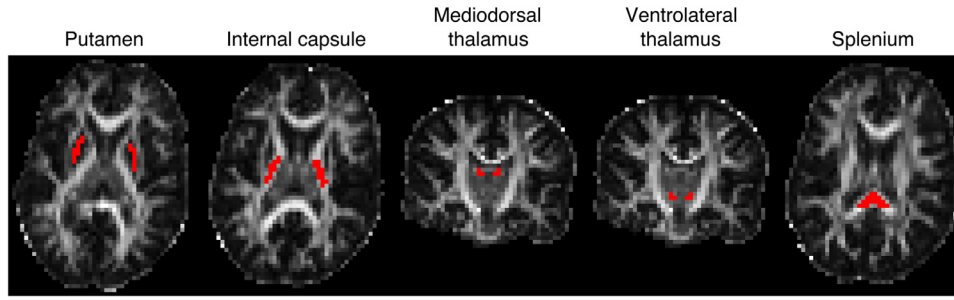 Putamen
Internal capsule
Mediodorsal
thalamus
Ventrolateral
thalamus
Splenium